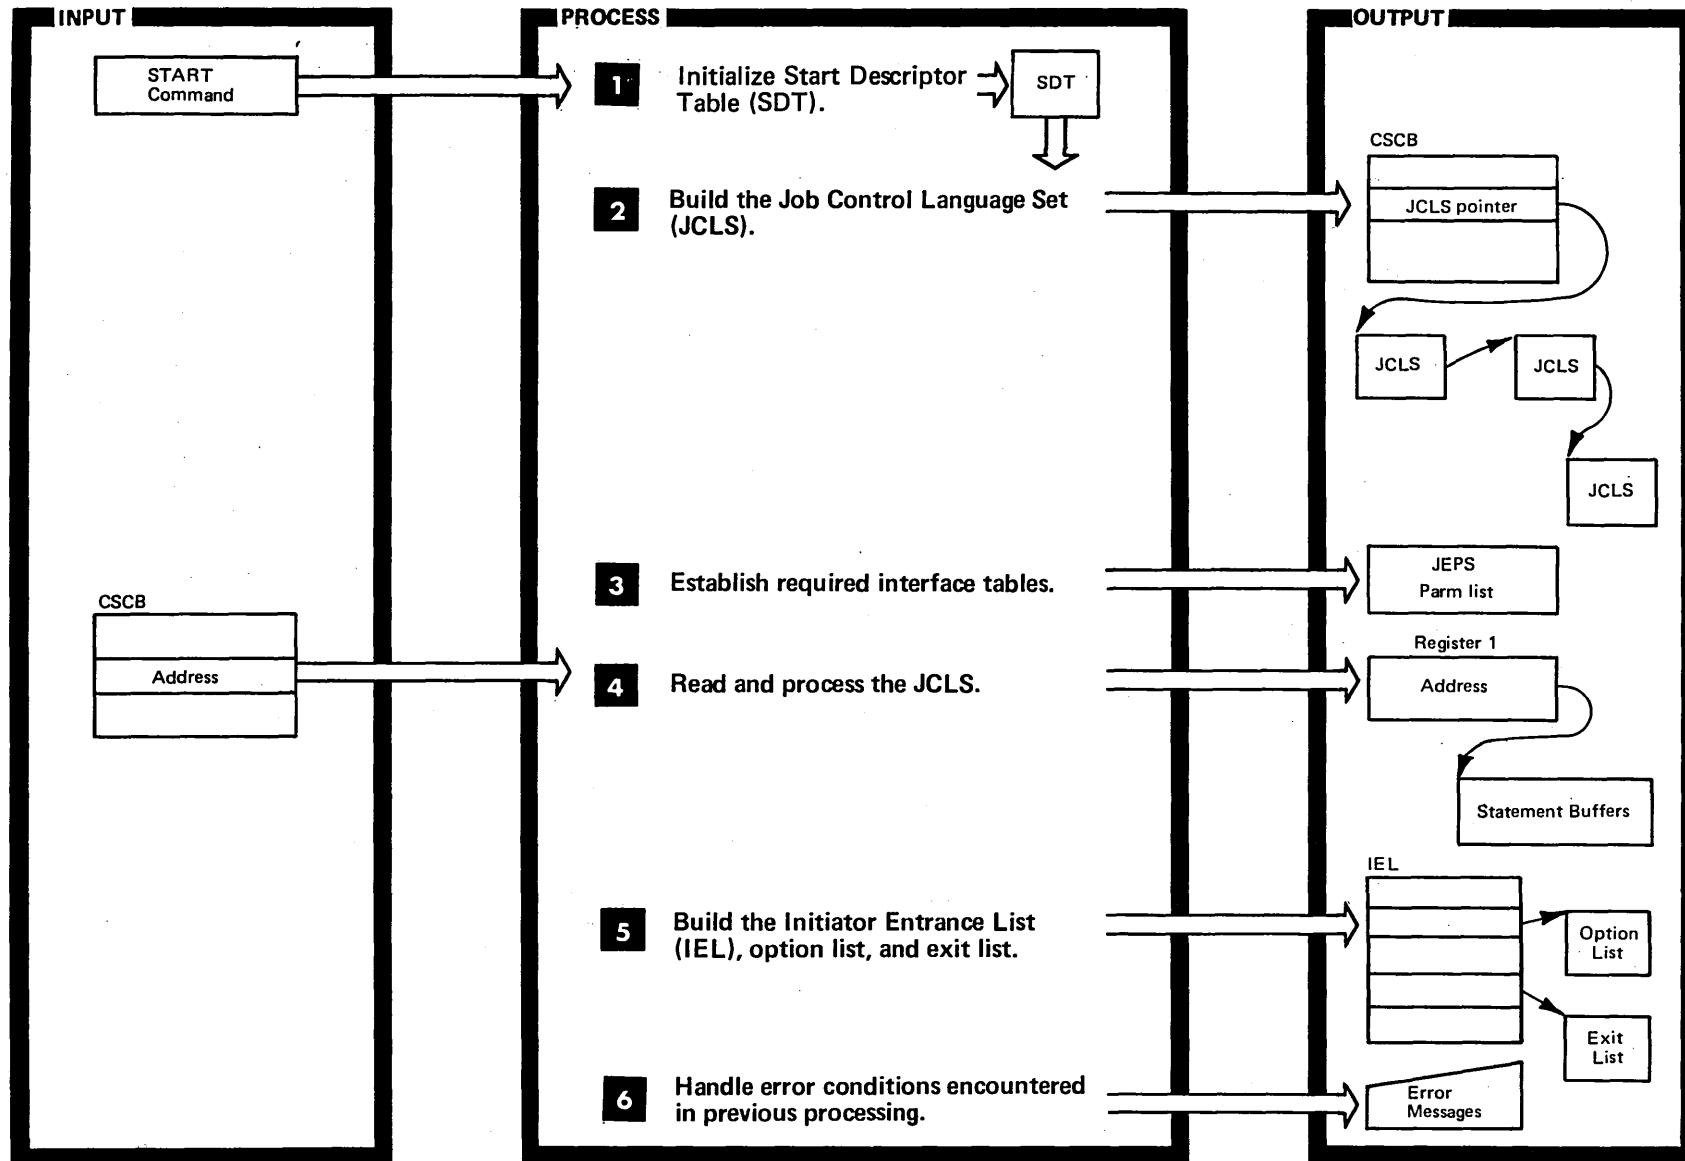 INPUT
PROCESS
OUTPUT
START
Command
1
Initialize Start Descriptor
Table (SDT).
SDT
2
Build the Job Control Language Set
(JCLS).
CSCB
JCLS pointer
JCLS
JCLS
JCLS
3
Establish required interface tables.
JEPS
Parm list
CSCB
Address
4
Read and process the JCLS.
Register 1
Address
Statement Buffers
5
Build the Initiator Entrance List
(IEL), option list, and exit list.
IEL
Option
List
Exit
List
6
Handle error conditions encountered
in previous processing.
Error
Messages